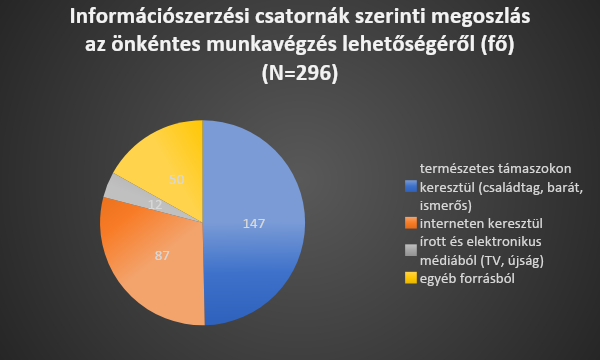 Információszerzési csatornák szerinti megoszlás
az önkéntes munkavégzés lehetőségéről (fő)
(N=296)
50
12
147
87
természetes támaszokon
keresztül (családtag, barát,
ismerős)
interneten keresztül
írott és elektronikus
médiából (TV, újság)
egyéb forrásból